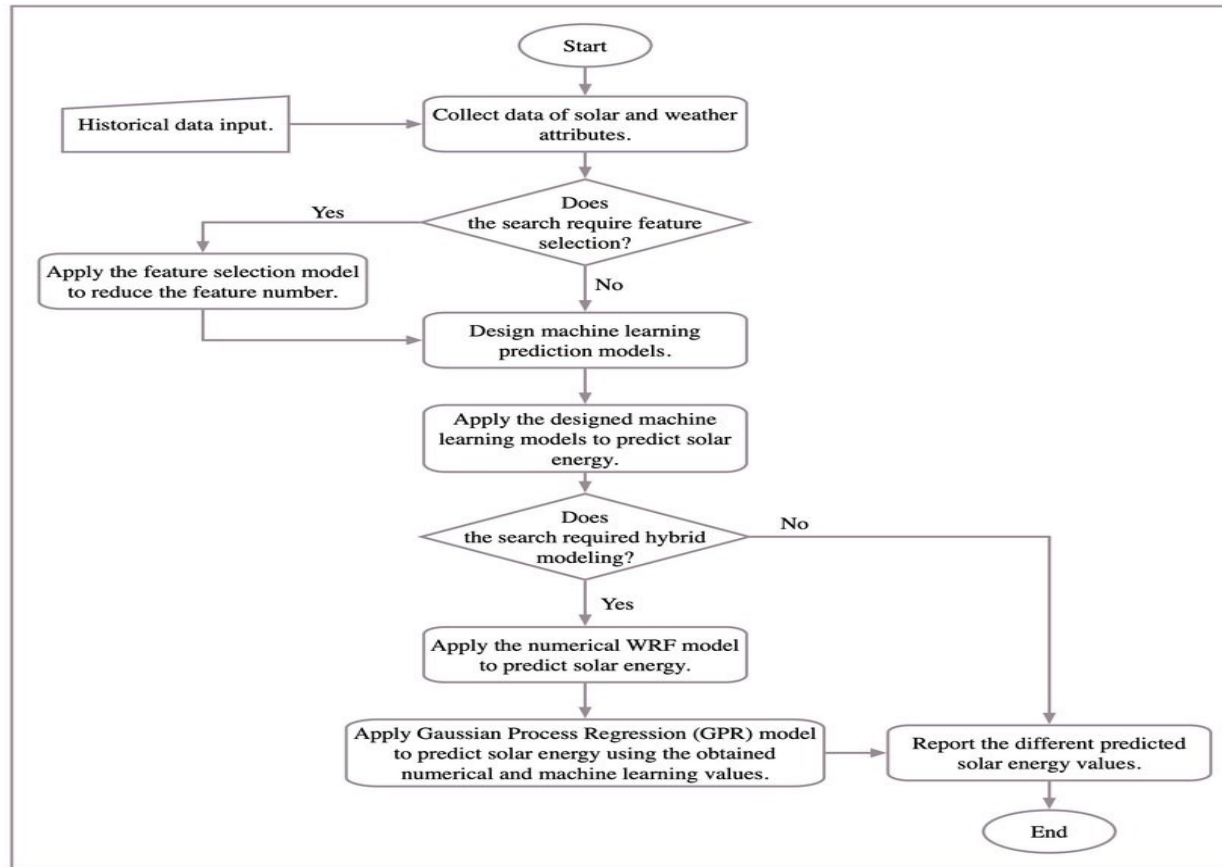 Start
Historical data input.
Collect data of solar and weather
attributes.
Does
the search require feature
selection?
Yes
Apply the feature selection model
to reduce the feature number.
No
Design machine learning
prediction models.
Apply the designed machine
learning models to predict solar
energy.
Does
the search required hybrid
modeling?
No
Yes
Apply the numerical WRF model
to predict solar energy.
Apply Gaussian Process Regression (GPR) model
to predict solar energy using the obtained
numerical and machine learning values.
Report the different predicted
solar energy values.
End